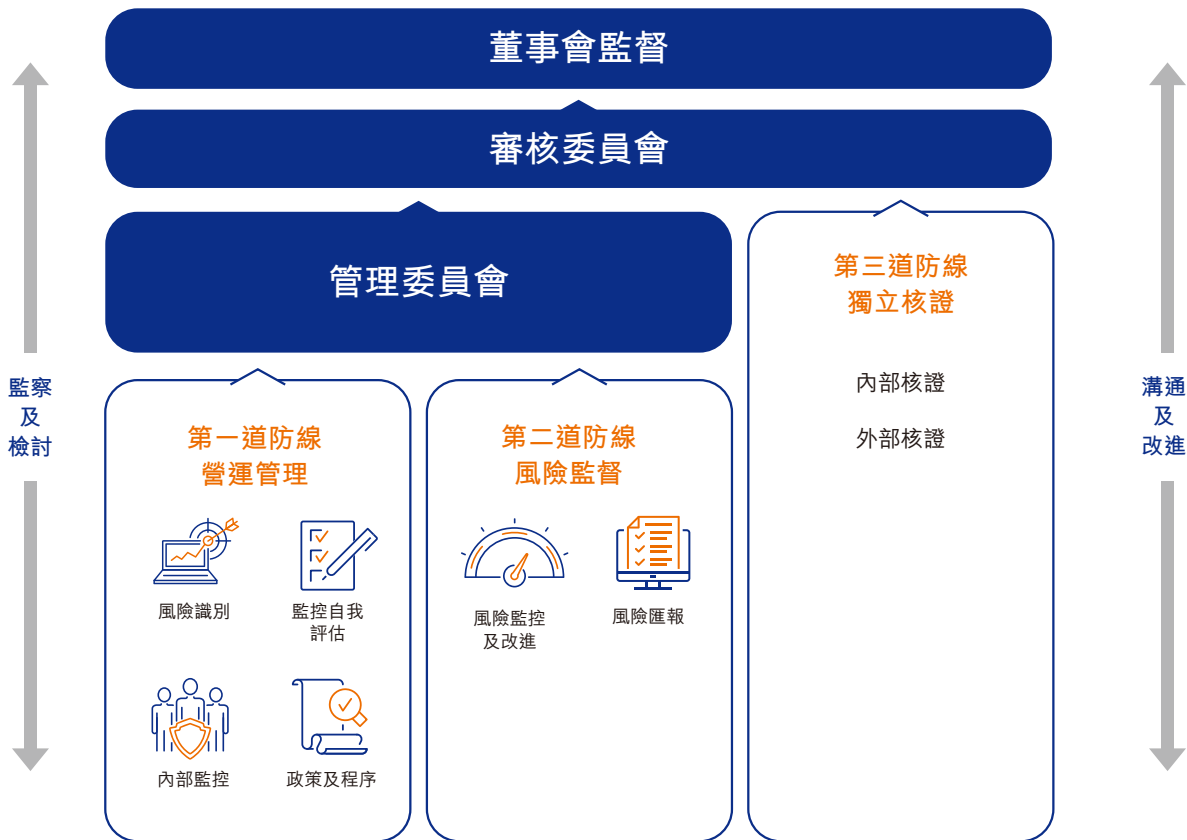 董事會監督
審核委員會
管理委員會
第三道防線
獨立核證
內部核證
外部核證
監察
及
檢討
溝通
及
改進
第一道防線
營運管理
風險識別
監控自我
評估
內部監控
政策及程序
第二道防線
風險監督
風險監控
及改進
風險匯報